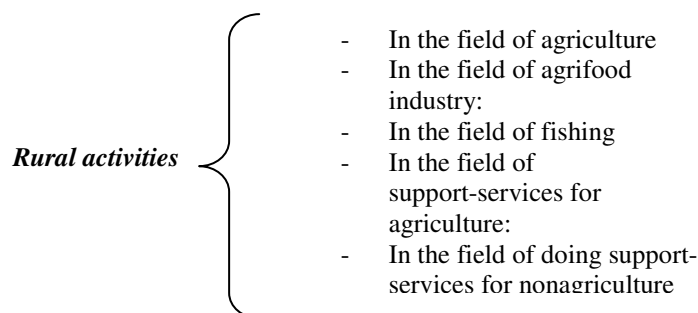 - In the field of agriculture
- In the field of agrifood
industry:
- In the field of fishing
Rural activities
- In the field of
support-services for
agriculture:
- In the field of doing support-
services for nonagriculture